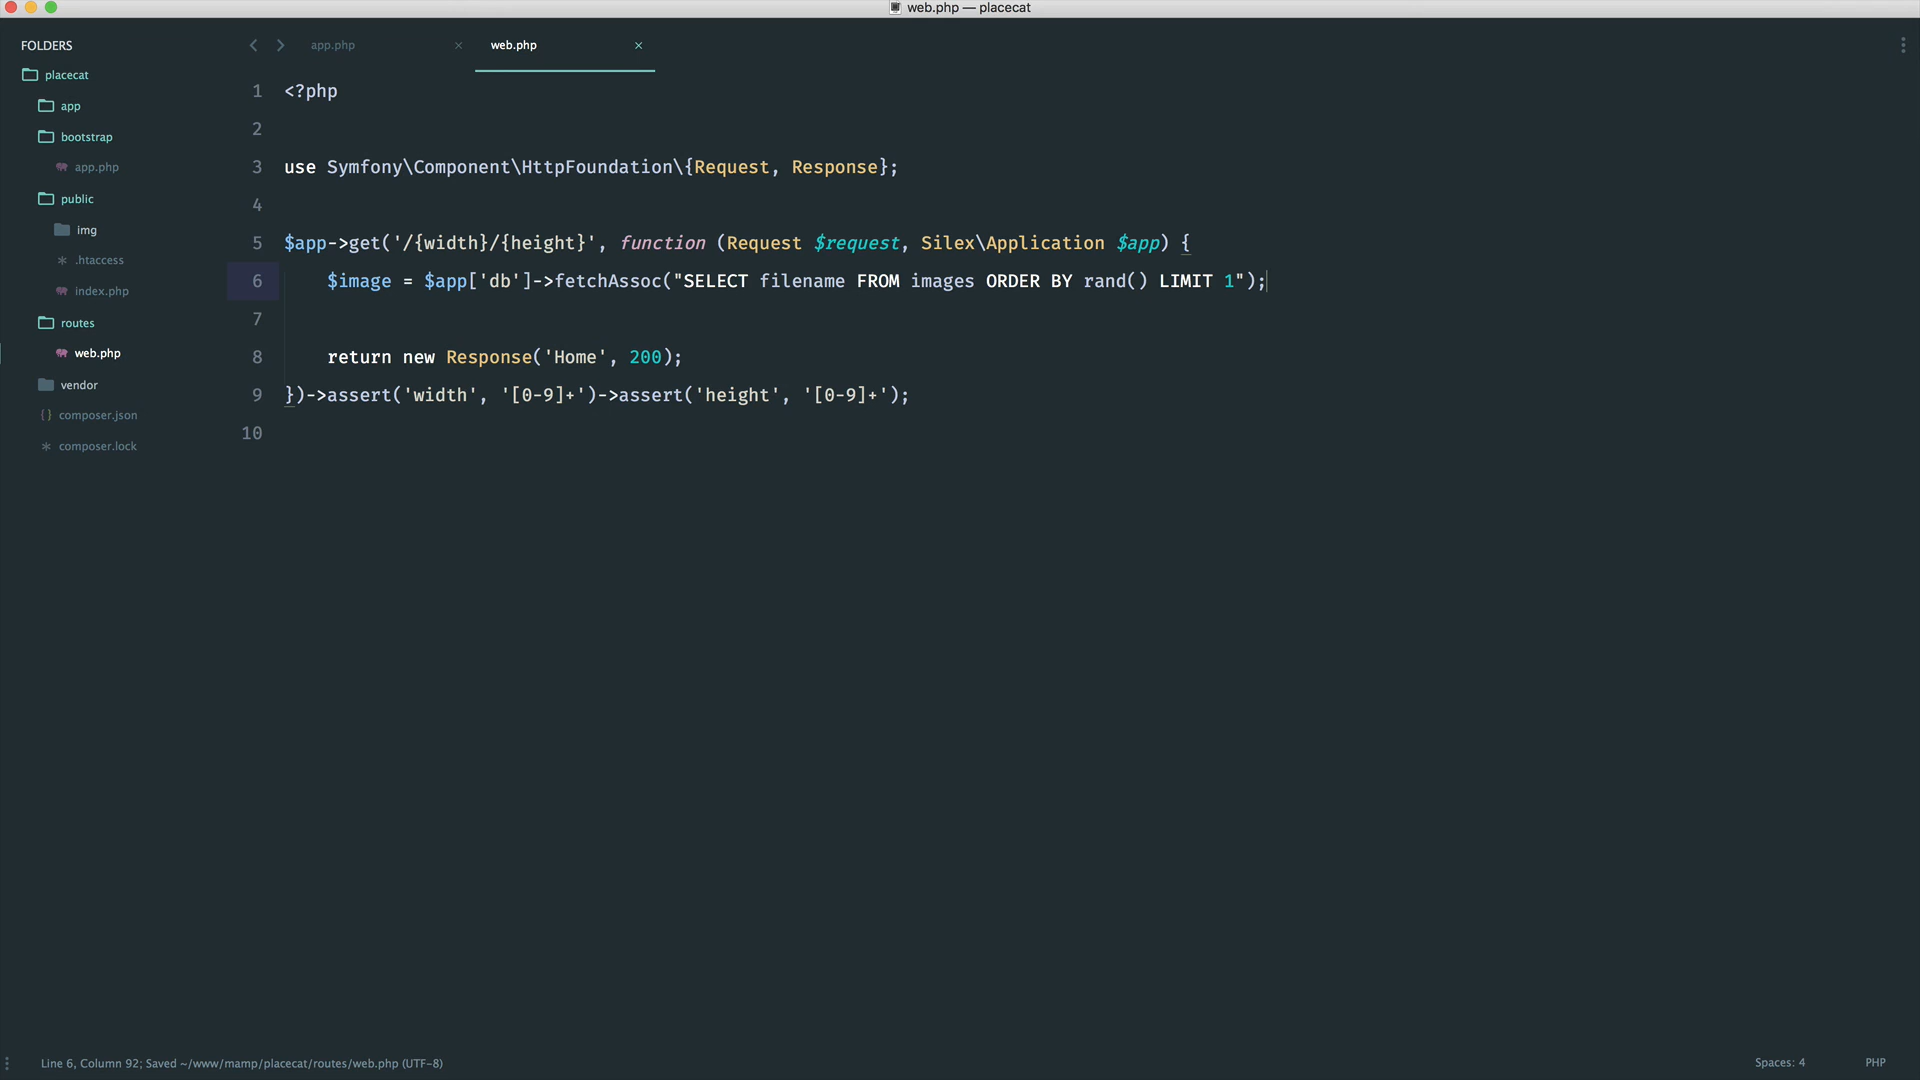 web.php — placecat
FOLDERS
placecat
app
bootstrap
app.php
public
img
.htaccess
index.php
routes
web.php
vendor
composer.json
composer.lock
app.php
web.php
1 <?php
2
3 use Symfony\Component\HttpFoundation\{Request, Response};
4
5 $app->get('/{width}/{height}', function (Request $request, Silex\Application $app) {
6 $image = $app['db']->fetchAssoc("SELECT filename FROM images ORDER BY rand() LIMIT 1");
7
8 return new Response('Home', 200);
9 })->assert('width', '[0-9]+')->assert('height', '[0-9]+');
10
Line 6, Column 92; Saved ~/www/mamp/placecat/routes/web.php (UTF-8)
Spaces: 4
PHP